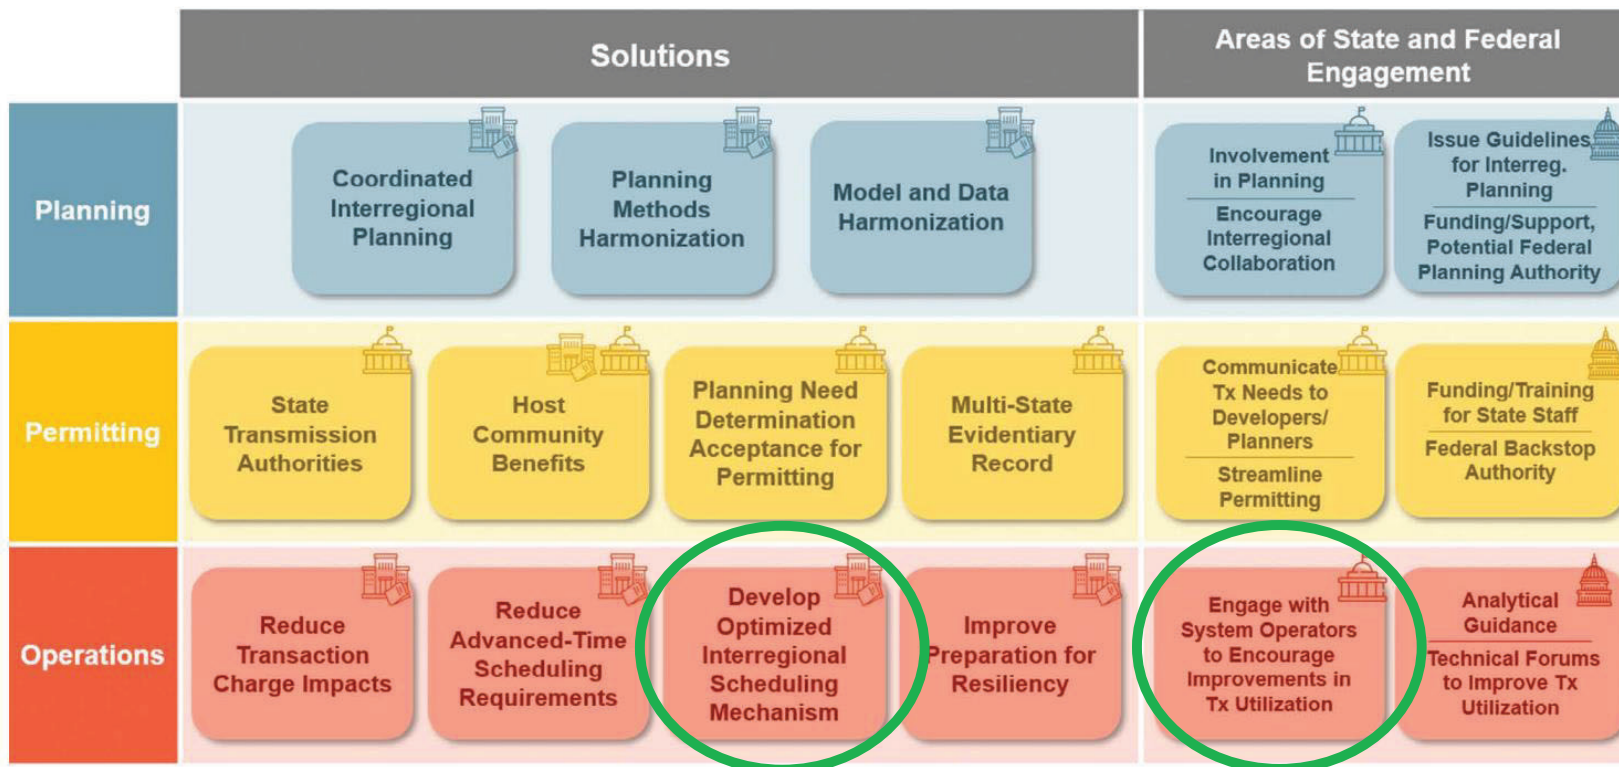 Solutions
Areas of State and Federal
Engagement
Planning
Coordinated
Interregional
Planning
Planning
Methods
Harmonization
Model and Data
Harmonization
Involvement
in Planning
Encourage
Interregional
Collaboration
Issue Guidelines
for Interreg.
Planning
Funding/Support,
Potential Federal
Planning Authority
Permitting
State
Transmission
Authorities
Host
Community
Benefits
Planning Need
Determination
Acceptance for
Permitting
Multi-State
Evidentiary
Record
Communicate
Tx Needs to
Developers/
Planners
Streamline
Permitting
Funding/Training
for State Staff
Federal Backstop
Authority
Operations
Reduce
Transaction
Charge Impacts
Reduce
Advanced-Time
Scheduling
Requirements
Develop
Optimized
Interregional
Scheduling
Mechanism
Improve
Preparation for
Resiliency
Engage with
System Operators
to Encourage
Improvements in
Tx Utilization
Analytical
Guidance
Technical Forums
to Improve Tx
Utilization